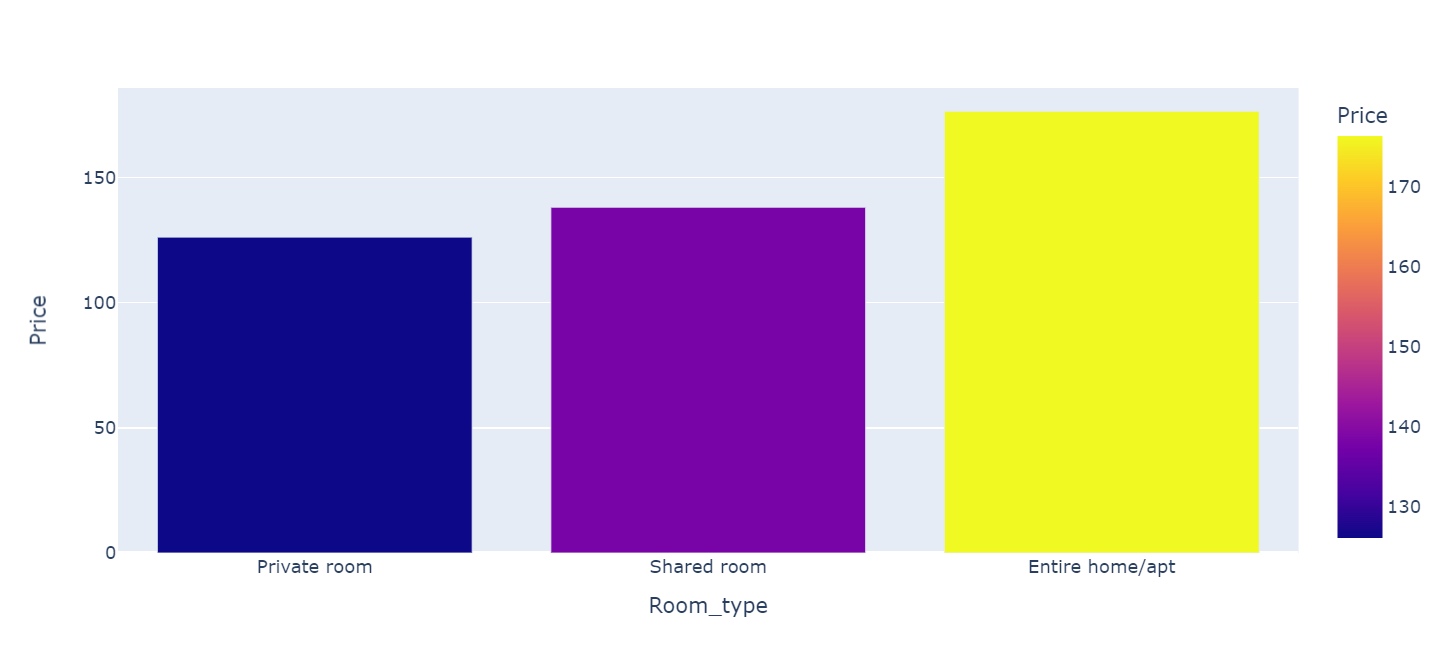 Price
150
100
50
0
Private room
Shared room
Entire home/apt
Room_type
Price
170
160
150
140
130